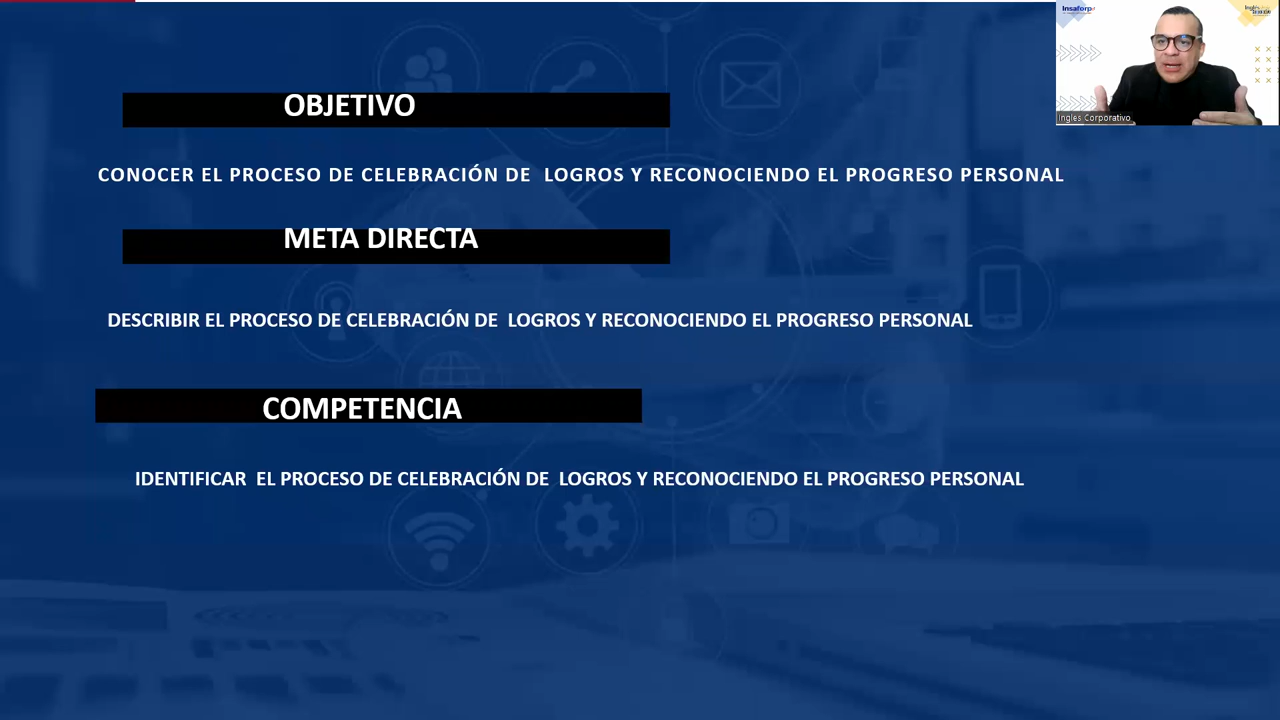 OBJETIVO
CONOCER EL PROCESO DE CELEBRACIÓN DE LOGROS Y RECONOCIENDO EL PROGRESO PERSONAL
META DIRECTA
DESCRIBIR EL PROCESO DE CELEBRACIÓN DE LOGROS Y RECONOCIENDO EL PROGRESO PERSONAL
COMPETENCIA
IDENTIFICAR EL PROCESO DE CELEBRACIÓN DE LOGROS Y RECONOCIENDO EL PROGRESO PERSONAL
Insaforp
Ingles Corporativo